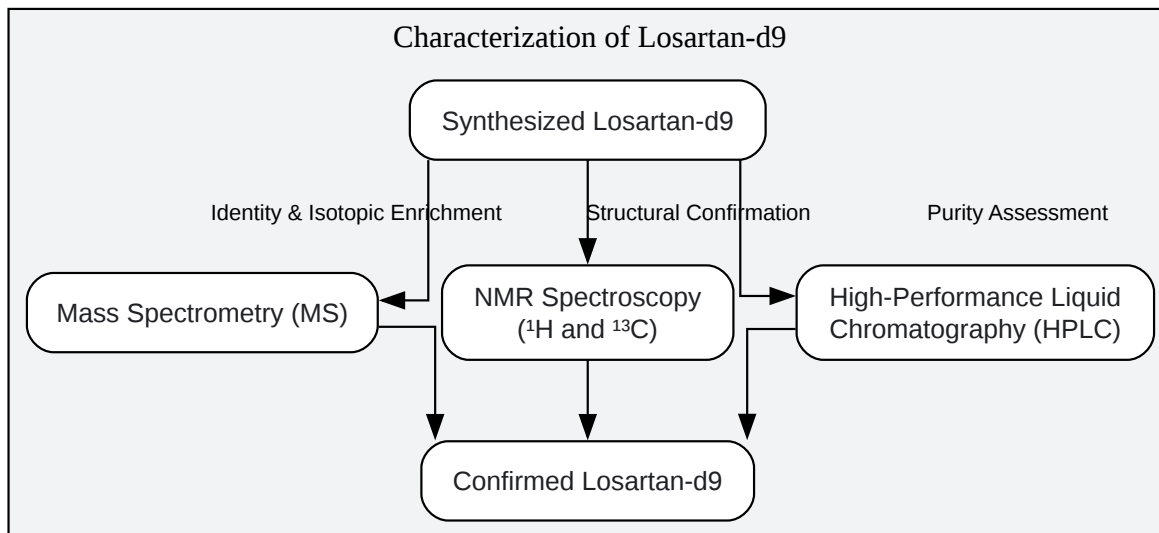 Characterization of Losartan-d9
Synthesized Losartan-d9
Identity & Isotopic Enrichment
Structural Confirmation
Purity Assessment
Mass Spectrometry (MS)
NMR Spectroscopy
(¹H and ¹³C)
High-Performance Liquid
Chromatography (HPLC)
Confirmed Losartan-d9